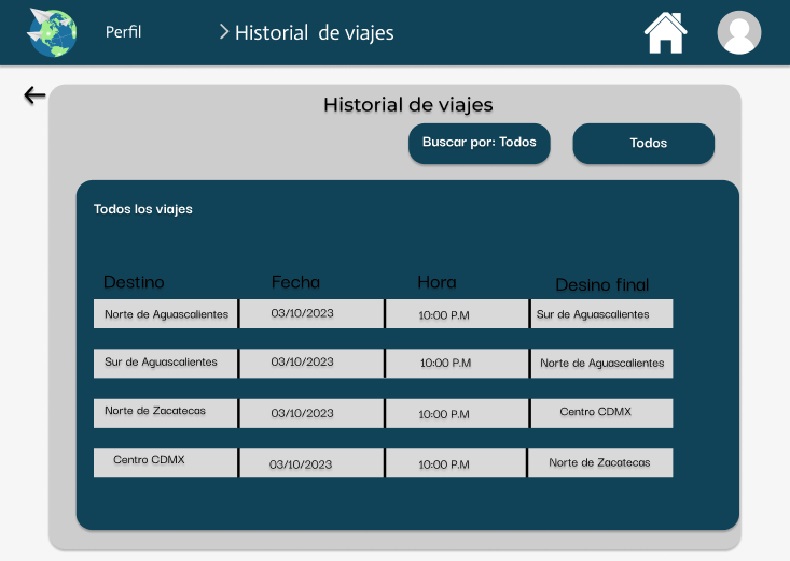 Perfil > Historial de viajes
Historial de viajes
Buscar por: Todos Todos
Todos los viajes
Destino Fecha Hora Desino final
Norte de Aguascalientes 03/10/2023 10:00 P.M Sur de Aguascalientes
Sur de Aguascalientes 03/10/2023 10:00 P.M Norte de Aguascalientes
Norte de Zacatecas 03/10/2023 10:00 P.M Centro CDMX
Centro CDMX 03/10/2023 10:00 P.M Norte de Zacatecas